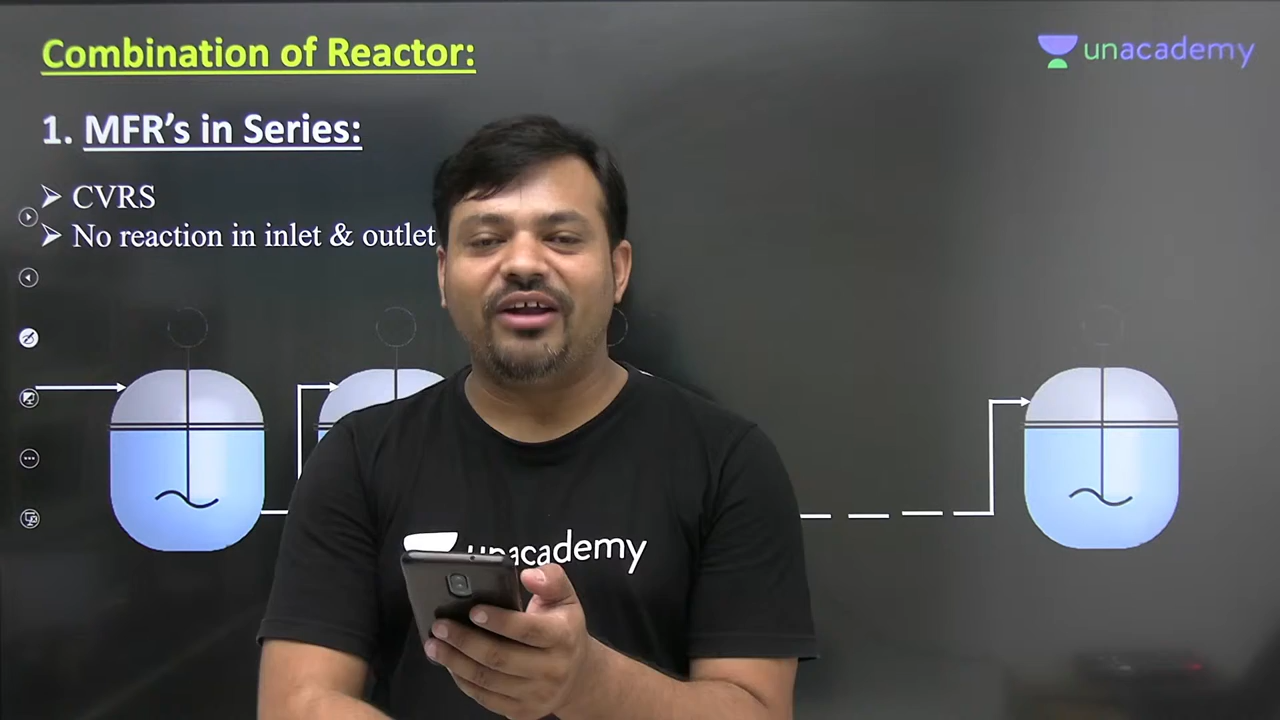 Combination of Reactor:
unacademy
1. MFR's in Series:
➢ CVRS
➢ No reaction in inlet & outlet
unacademy